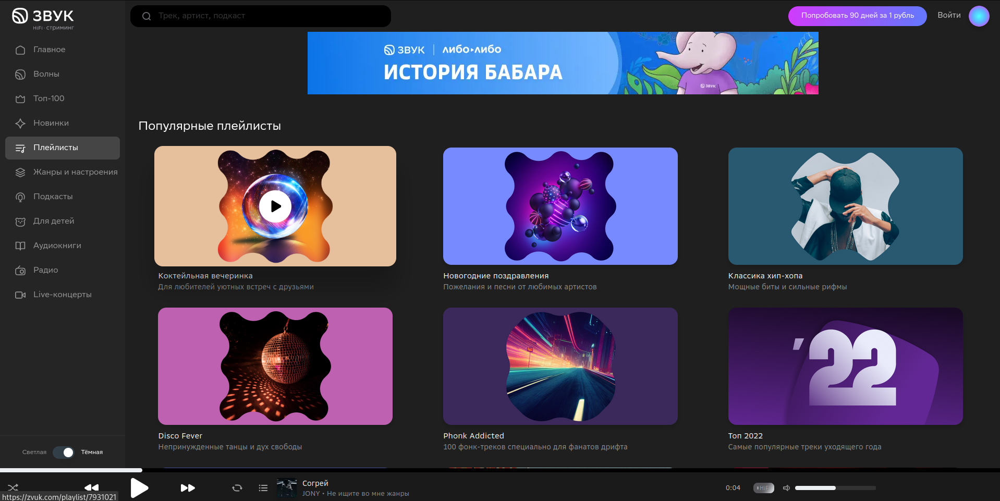 ЗВУК
HiFi · стриминг
Трек, артист, подкаст
Попробовать 90 дней за 1 рубль
Войти
Главное
Волны
Топ-100
Новинки
Плейлисты
Жанры и настроения
Подкасты
Для детей
Аудиокниги
Радио
Live-концерты
Светлая
Тёмная
ЗВУК | либо▸либо
ИСТОРИЯ БАБАРА
ЗВУК
Популярные плейлисты
Коктейльная вечеринка
Для любителей уютных встреч с друзьями
Новогодние поздравления
Пожелания и песни от любимых артистов
Классика хип-хопа
Мощные биты и сильные рифмы
Disco Fever
Непринужденные танцы и дух свободы
Phonk Addicted
100 фонк-треков специально для фанатов дрифта
'22
Топ 2022
Самые популярные треки уходящего года
Согрей
JONY • Не ищите во мне жанры
0:04
HiFi
https://zvuk.com/playlist/7931021